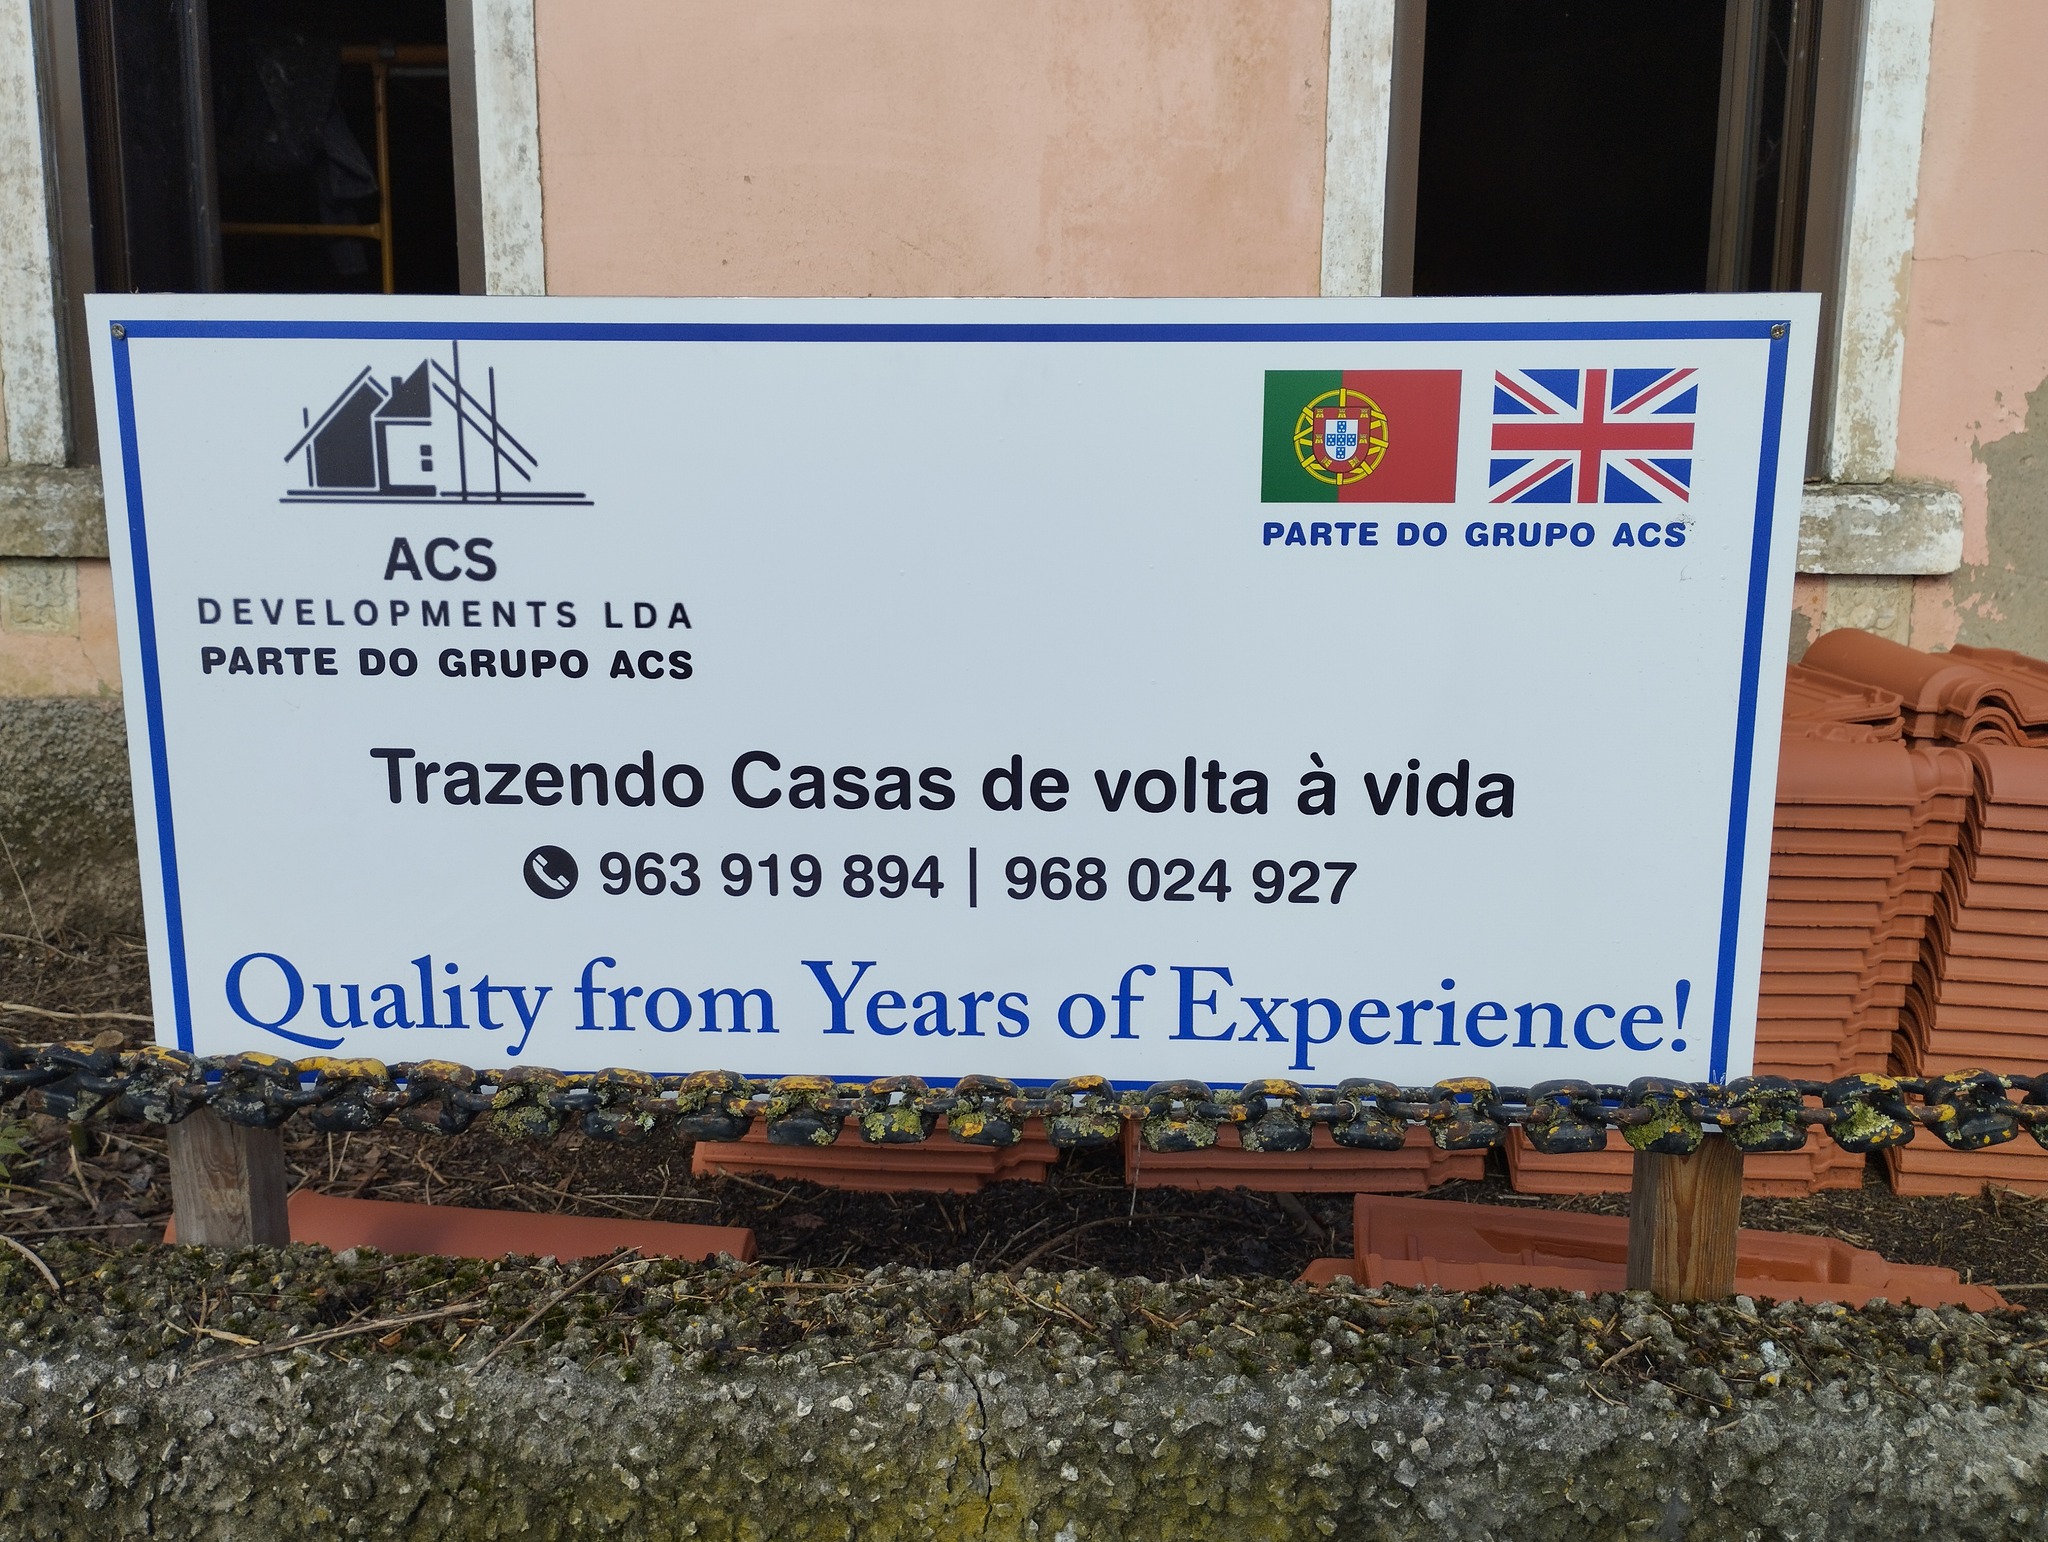 ACS
DEVELOPMENTS LDA
PARTE DO GRUPO ACS
PARTE DO GRUPO ACS
Trazendo Casas de volta à vida
963 919 894 | 968 024 927
Quality from Years of Experience!